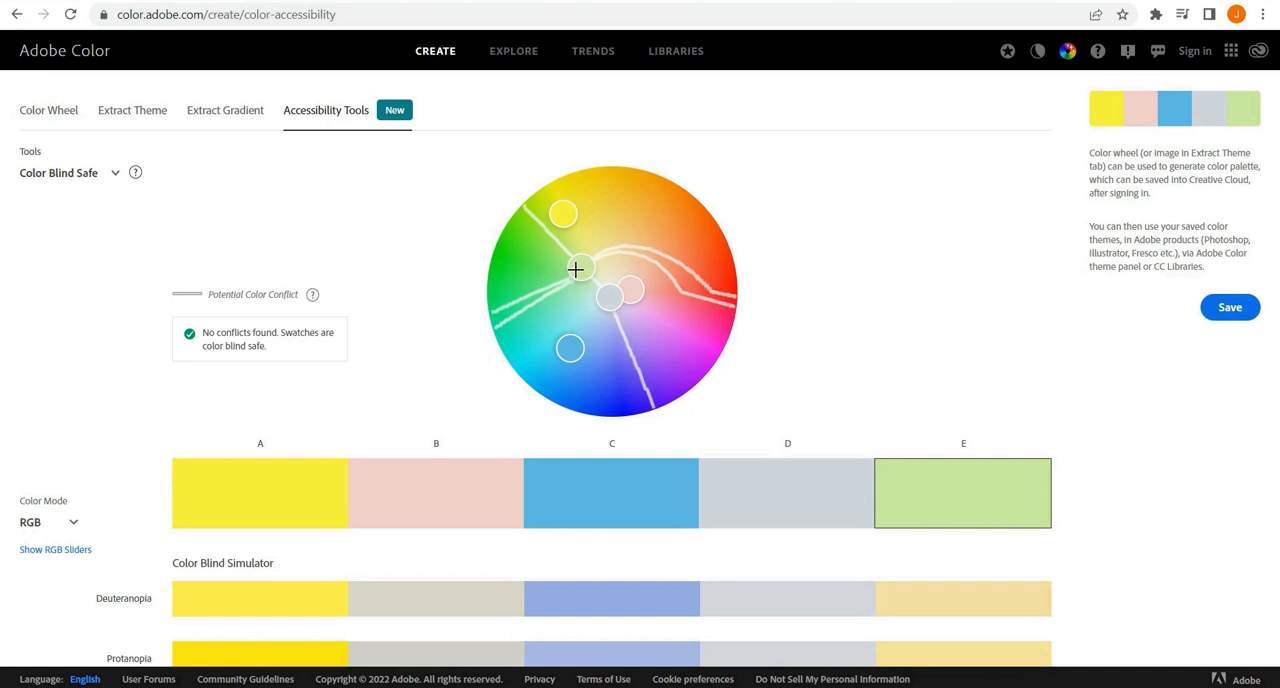 color.adobe.com/create/color-accessibility
J
Adobe Color
CREATE
EXPLORE
TRENDS
LIBRARIES
Sign in
Color Wheel
Extract Theme
Extract Gradient
Accessibility Tools
New
Tools
Color Blind Safe
Potential Color Conflict
No conflicts found. Swatches are
color blind safe.
Color wheel (or image in Extract Theme
tab) can be used to generate color palette,
which can be saved into Creative Cloud,
after signing in.
You can then use your saved color
themes, in Adobe products (Photoshop,
Illustrator, Fresco etc.), via Adobe Color
theme panel or CC Libraries.
Save
A
B
C
D
E
Color Mode
RGB
Show RGB Sliders
Color Blind Simulator
Deuteranopia
Protanopia
Language:
English
User Forums
Community Guidelines
Copyright © 2022 Adobe. All rights reserved.
Privacy
Terms of Use
Cookie preferences
Do Not Sell My Personal Information
Adobe